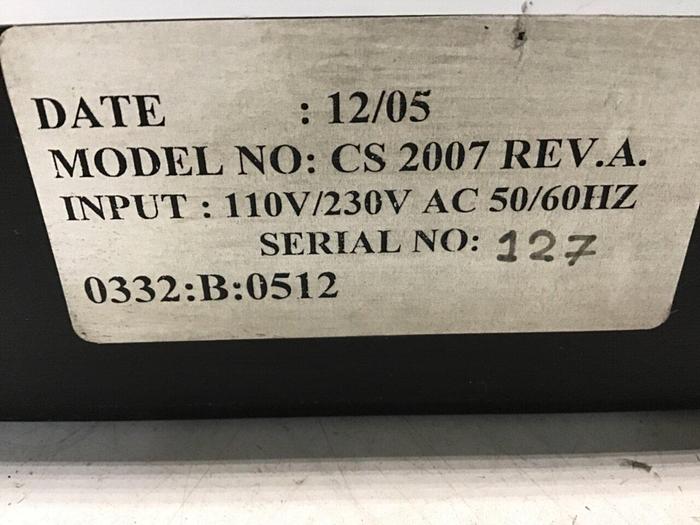 DATE : 12/05
MODEL NO: CS 2007 REV.A.
INPUT : 110V/230V AC 50/60HZ
SERIAL NO: 127
0332:B:0512